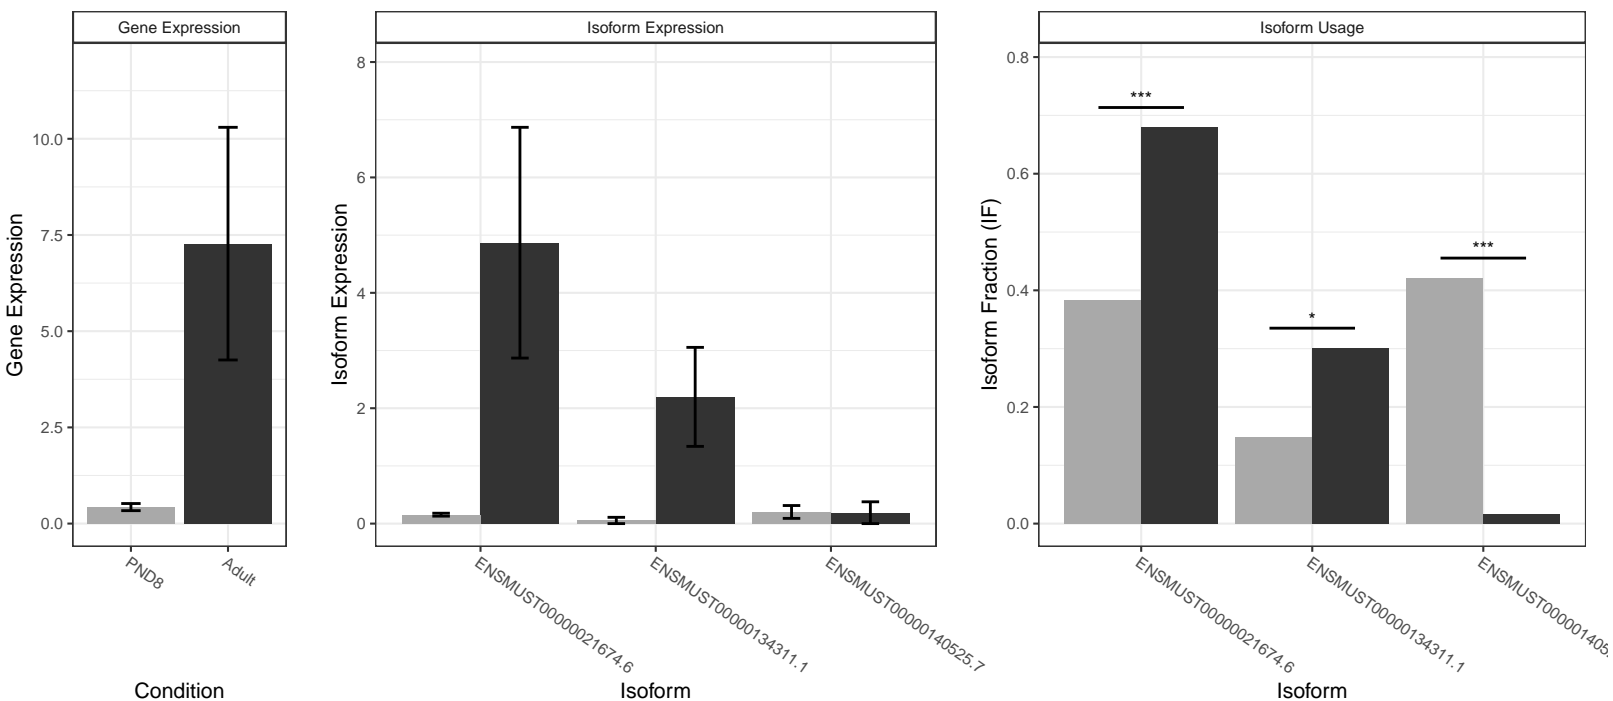 Gene Expression
Isoform Expression
Isoform Usage
Gene Expression
10.0
7.5
5.0
2.5
0.0
PND8
Adult
Condition
Isoform Expression
8
6
4
2
0
ENSMUST00000021674.6
ENSMUST00000134311.1
ENSMUST00000140525.7
Isoform
Isoform Fraction (IF)
0.8
0.6
0.4
0.2
0.0
***
*
***
ENSMUST00000021674.6
ENSMUST00000134311.1
ENSMUST000001405
Isoform